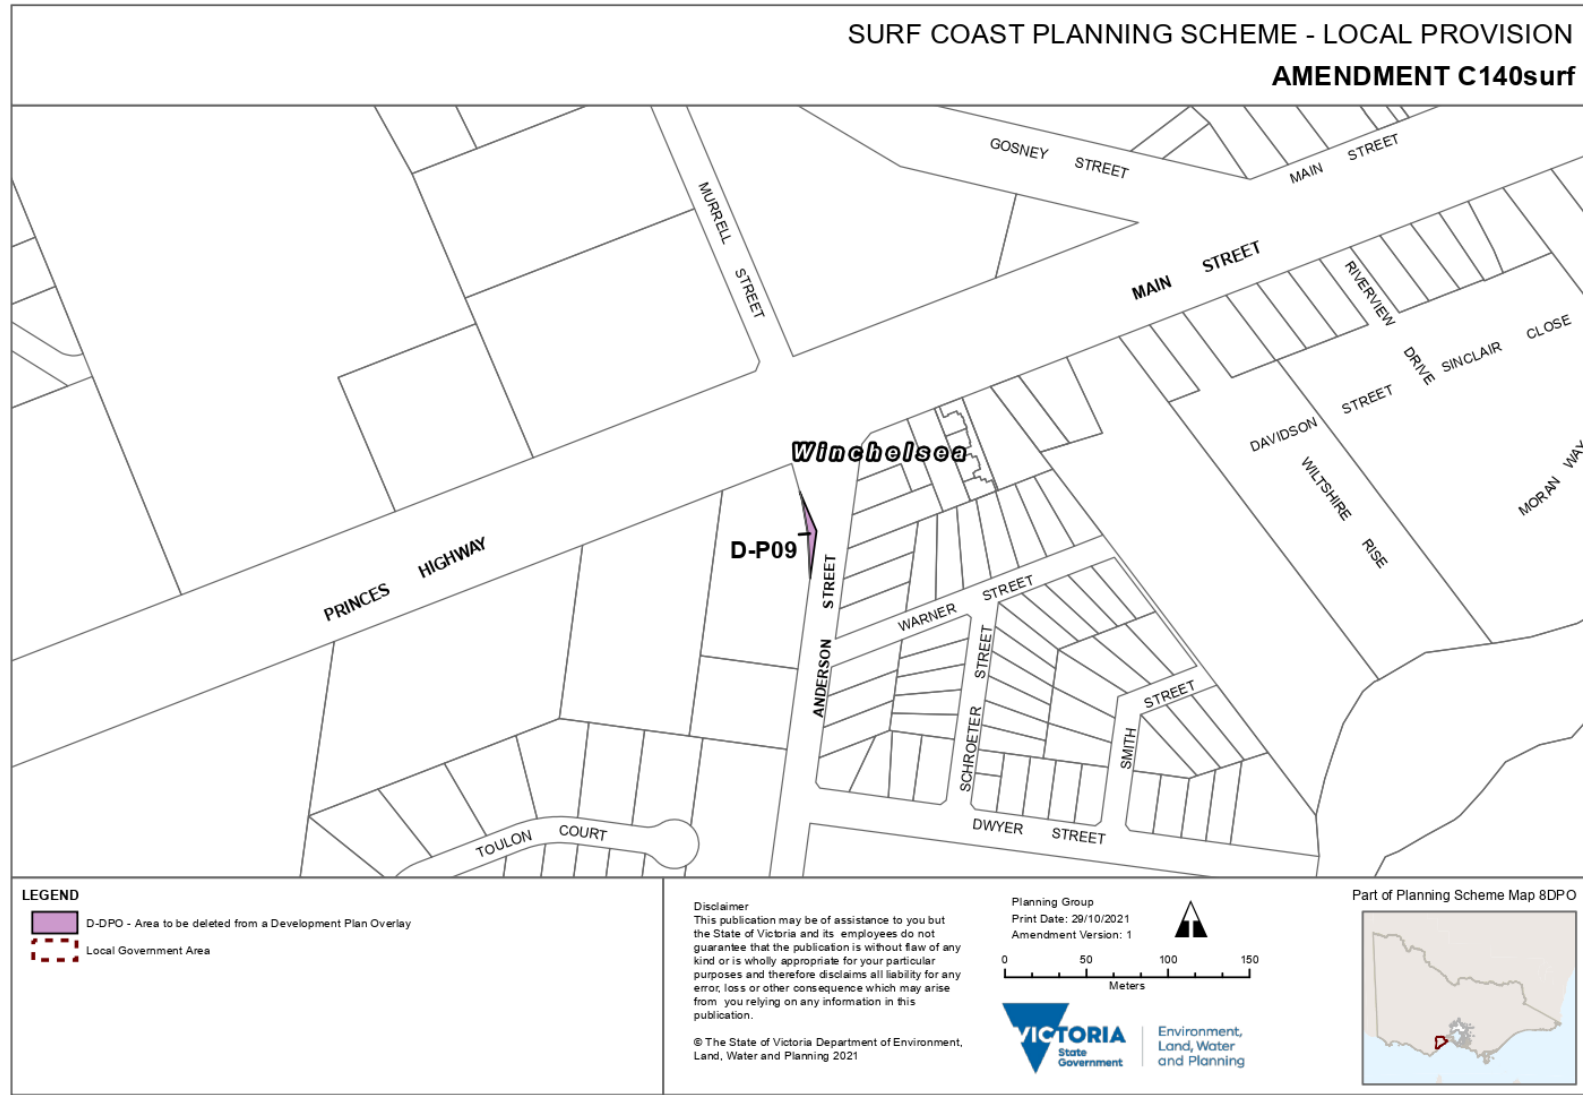 SURF COAST PLANNING SCHEME - LOCAL PROVISION
AMENDMENT C140surf
GOSNEY STREET
MAIN STREET
MURRELL STREET
MAIN STREET
RIVERVIEW DRIVE
SINCLAIR CLOSE
DAVIDSON STREET
WILTSHIRE RISE
MORAN WAY
Winchelsea
D-P09
PRINCES HIGHWAY
ANDERSON STREET
WARNER STREET
SCHROETER STREET
SMITH STREET
DWYER STREET
TOULON COURT
LEGEND
D-DPO - Area to be deleted from a Development Plan Overlay
Local Government Area
Disclaimer
This publication may be of assistance to you but
the State of Victoria and its employees do not
guarantee that the publication is without flaw of any
kind or is wholly appropriate for your particular
purposes and therefore disclaims all liability for any
error, loss or other consequence which may arise
from you relying on any information in this
publication.
© The State of Victoria Department of Environment,
Land, Water and Planning 2021
Planning Group
Print Date: 29/10/2021
Amendment Version: 1
0 50 100 150
Meters
VICTORIA
State
Government
Environment,
Land, Water
and Planning
Part of Planning Scheme Map 8DPO